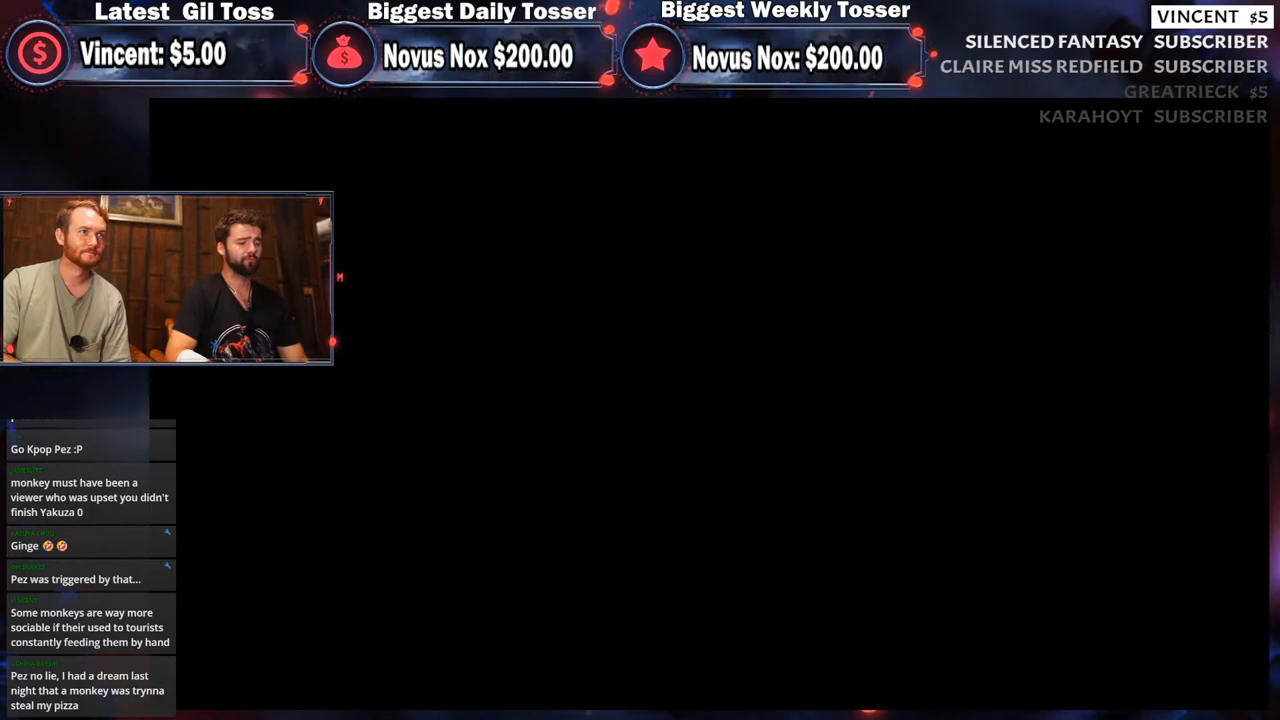 Latest Gil Toss
Vincent: $5.00
Biggest Daily Tosser
Novus Nox $200.00
Biggest Weekly Tosser
Novus Nox: $200.00
VINCENT $5
SILENCED FANTASY SUBSCRIBER
CLAIRE MISS REDFIELD SUBSCRIBER
GREATRIECK $5
KARAHOYT SUBSCRIBER
Go Kpop Pez :P
monkey must have been a
viewer who was upset you didn't
finish Yakuza 0
Ginge 🤣 🤣
Pez was triggered by that...
VINCENT
Some monkeys are way more
sociable if their used to tourists
constantly feeding them by hand
Pez no lie, I had a dream last
night that a monkey was trynna
steal my pizza